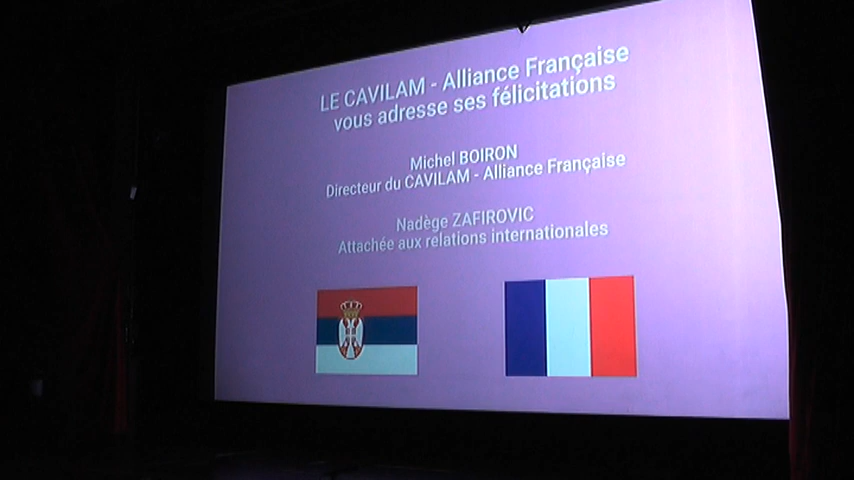 LE CAVILAM - Alliance Française
vous adresse ses félicitations
Michel BOIRON
Directeur du CAVILAM - Alliance Française
Nadège ZAFIROVIC
Attachée aux relations internationales